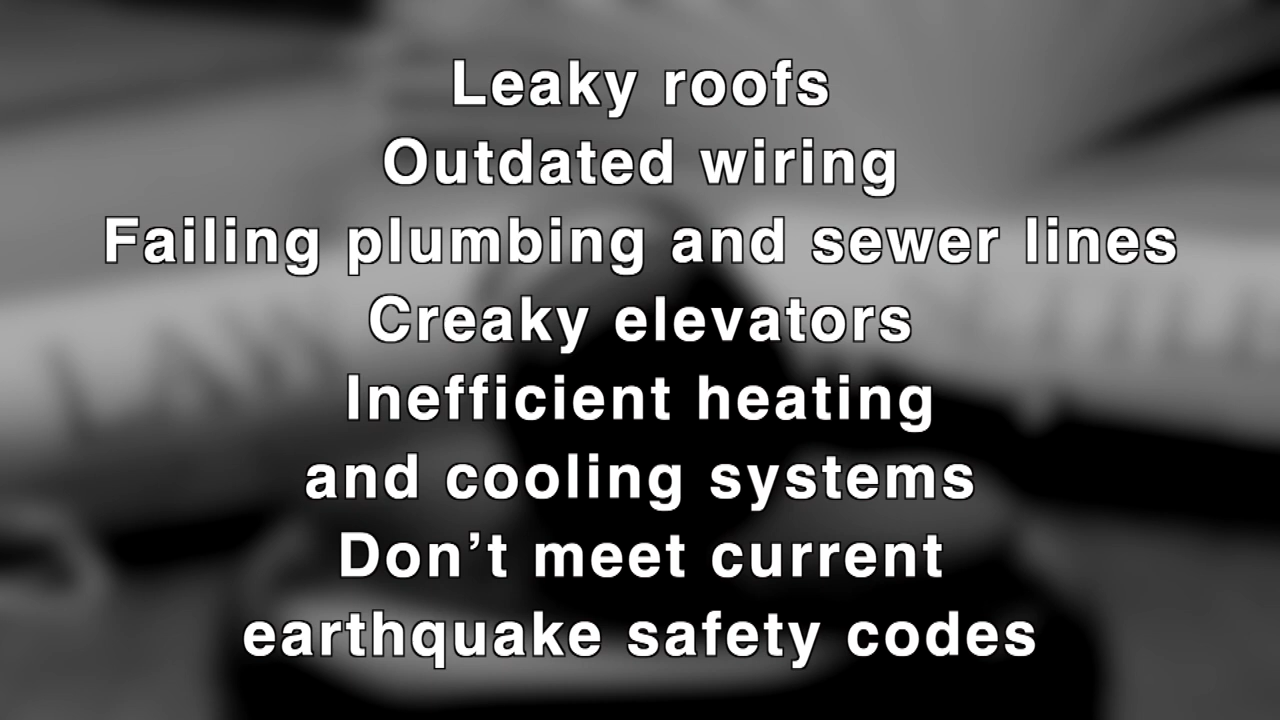 Leaky roofs
Outdated wiring
Failing plumbing and sewer lines
Creaky elevators
Inefficient heating
and cooling systems
Don’t meet current
earthquake safety codes